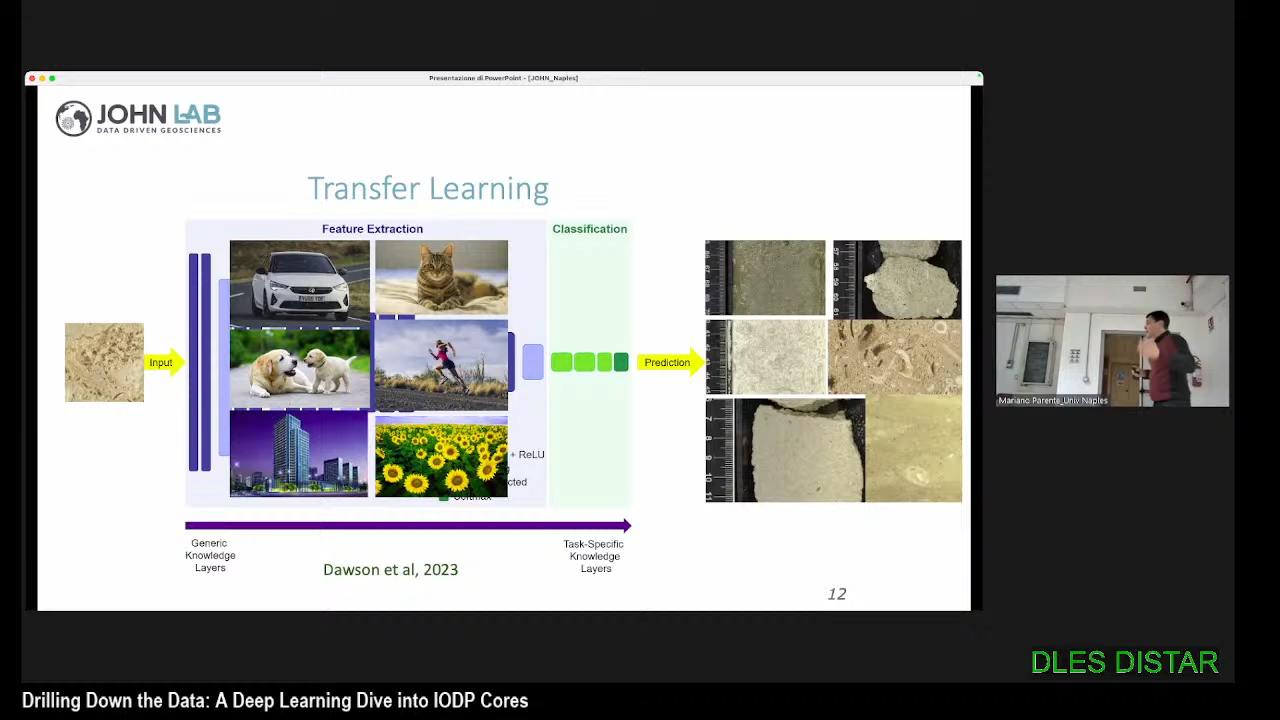 Presentazione di PowerPoint - [JOHN_Naples]
JOHN LAB
DATA DRIVEN GEOSCIENCES
Transfer Learning
Feature Extraction
Classification
Input
Prediction
+ ReLU
Generic
Knowledge
Layers
Task-Specific
Knowledge
Layers
Dawson et al, 2023
12
Mariano Parente_Univ Naples
DLES DISTAR
Drilling Down the Data: A Deep Learning Dive into IODP Cores